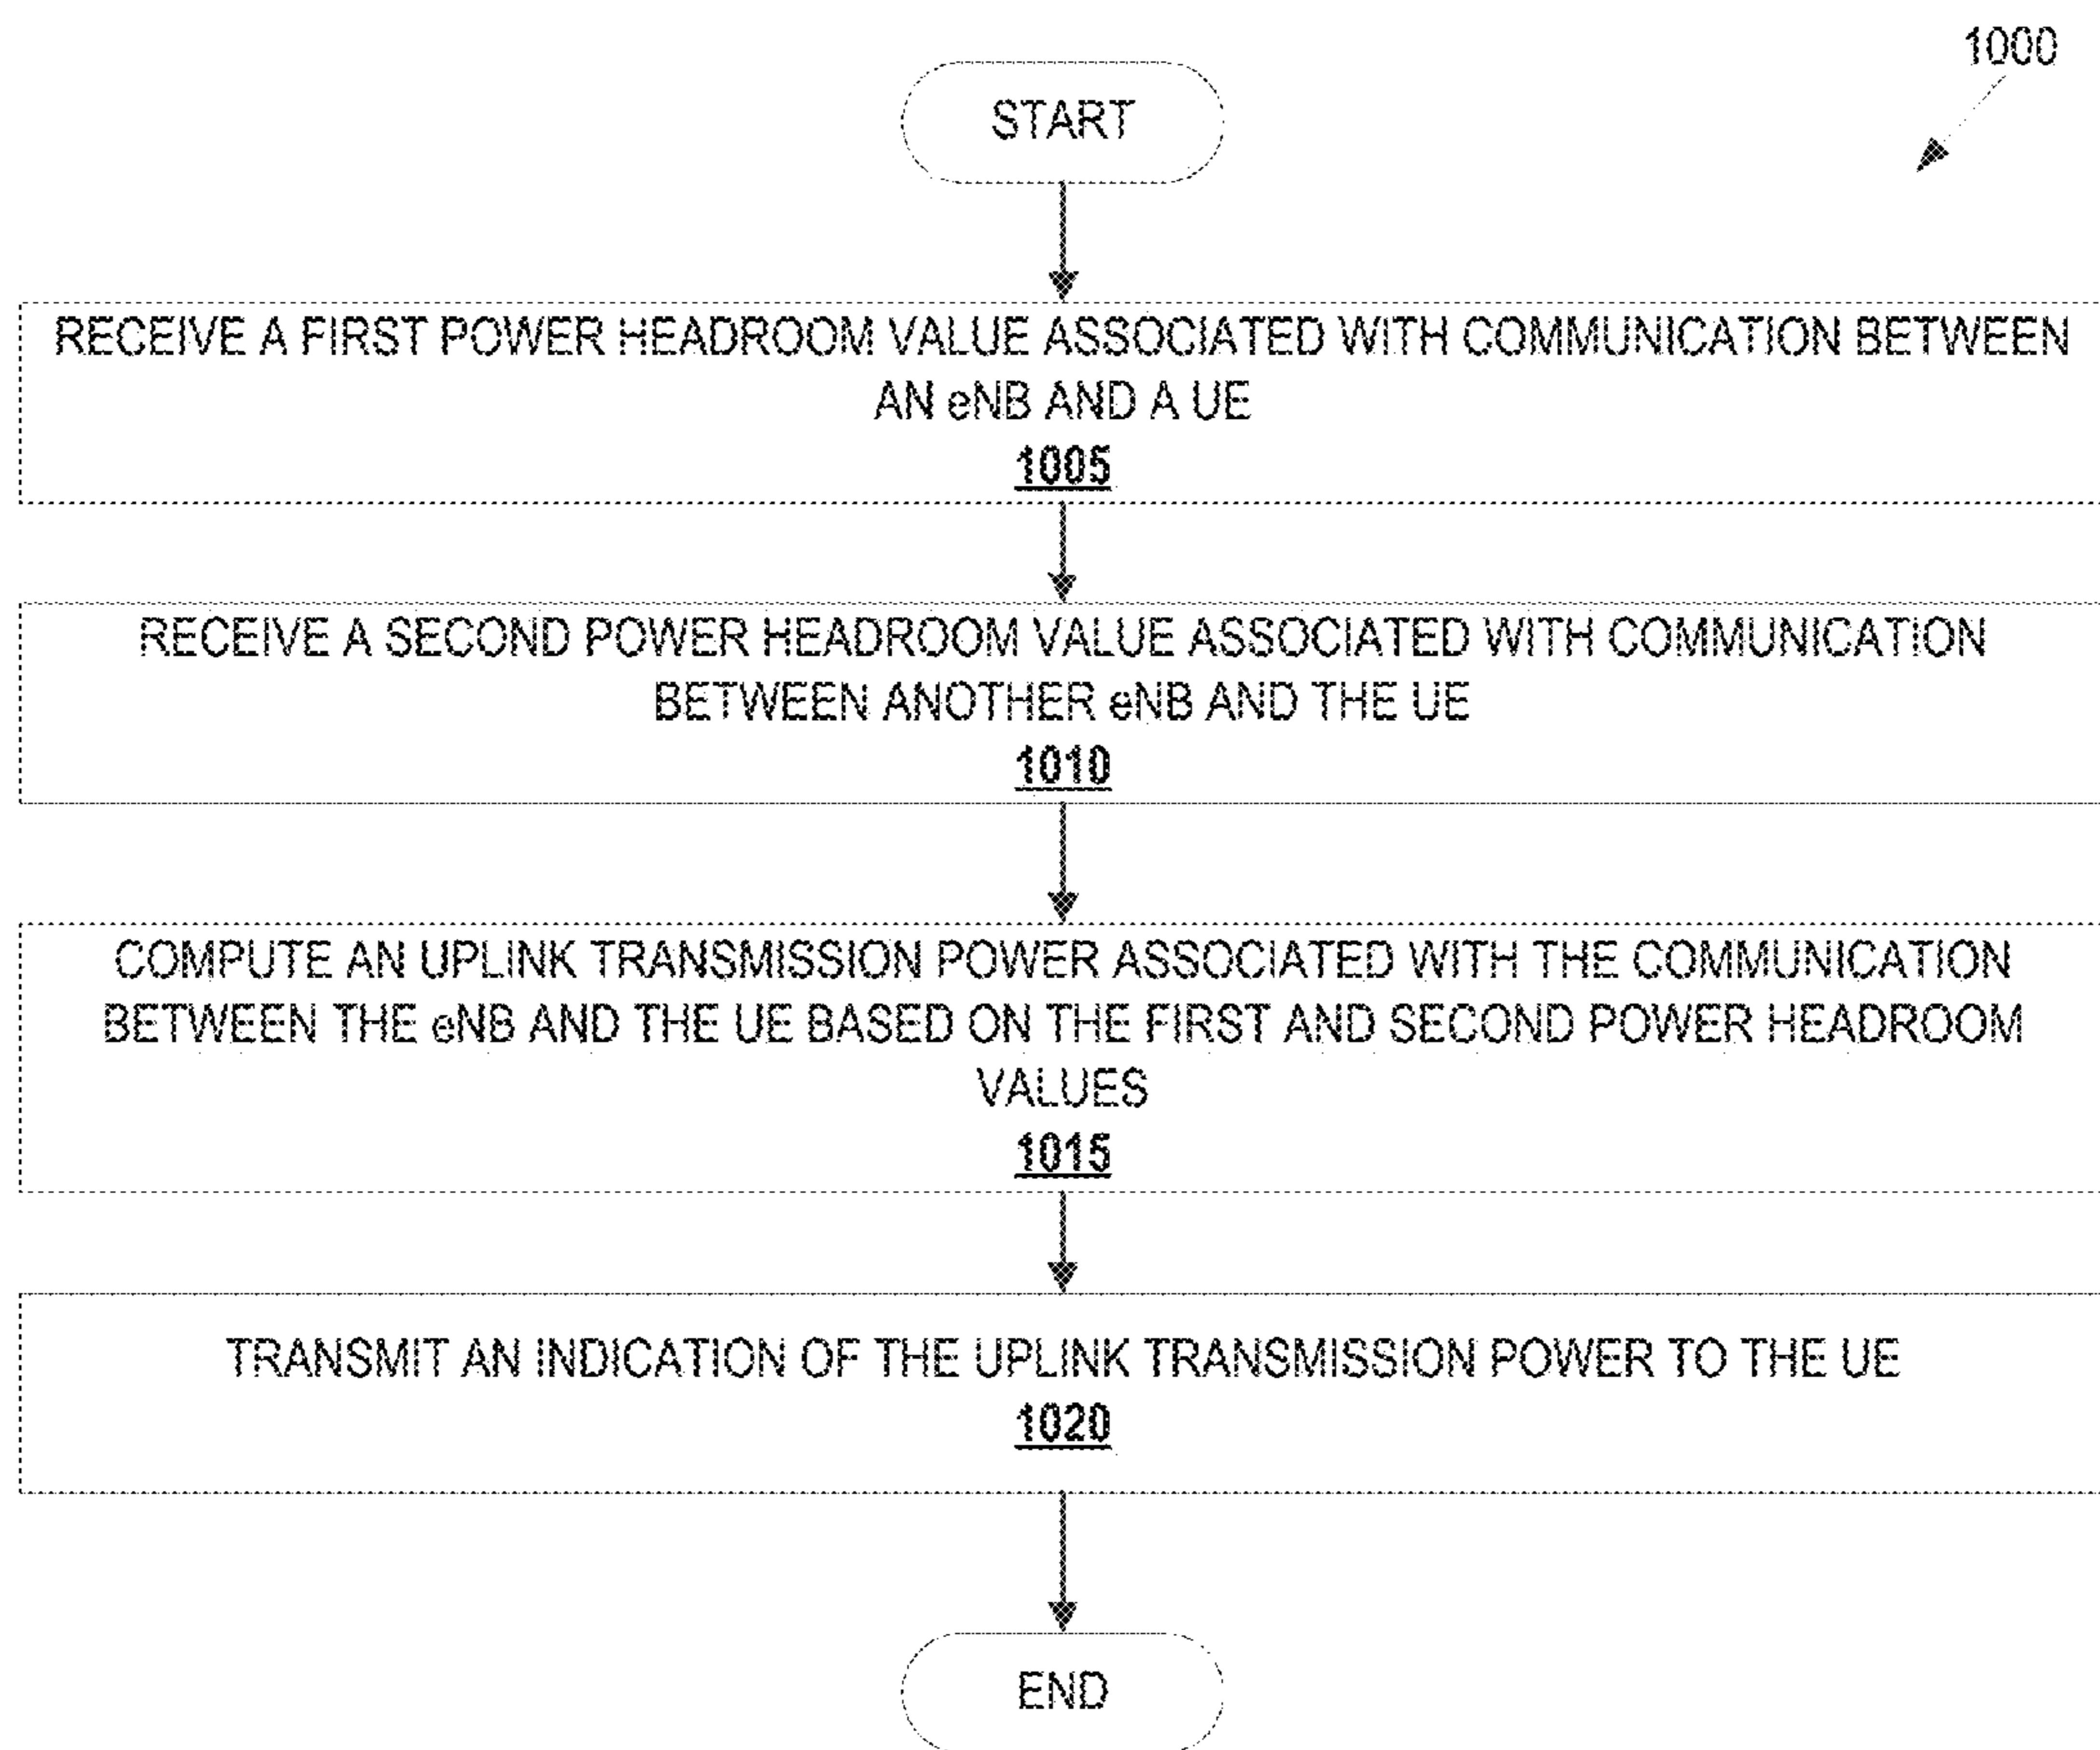 1000
START
RECEIVE A FIRST POWER HEADROOM VALUE ASSOCIATED WITH COMMUNICATION BETWEEN
AN eNB AND A UE
1005
RECEIVE A SECOND POWER HEADROOM VALUE ASSOCIATED WITH COMMUNICATION
BETWEEN ANOTHER eNB AND THE UE
1010
COMPUTE AN UPLINK TRANSMISSION POWER ASSOCIATED WITH THE COMMUNICATION
BETWEEN THE eNB AND THE UE BASED ON THE FIRST AND SECOND POWER HEADROOM
VALUES
1015
TRANSMIT AN INDICATION OF THE UPLINK TRANSMISSION POWER TO THE UE
1020
END